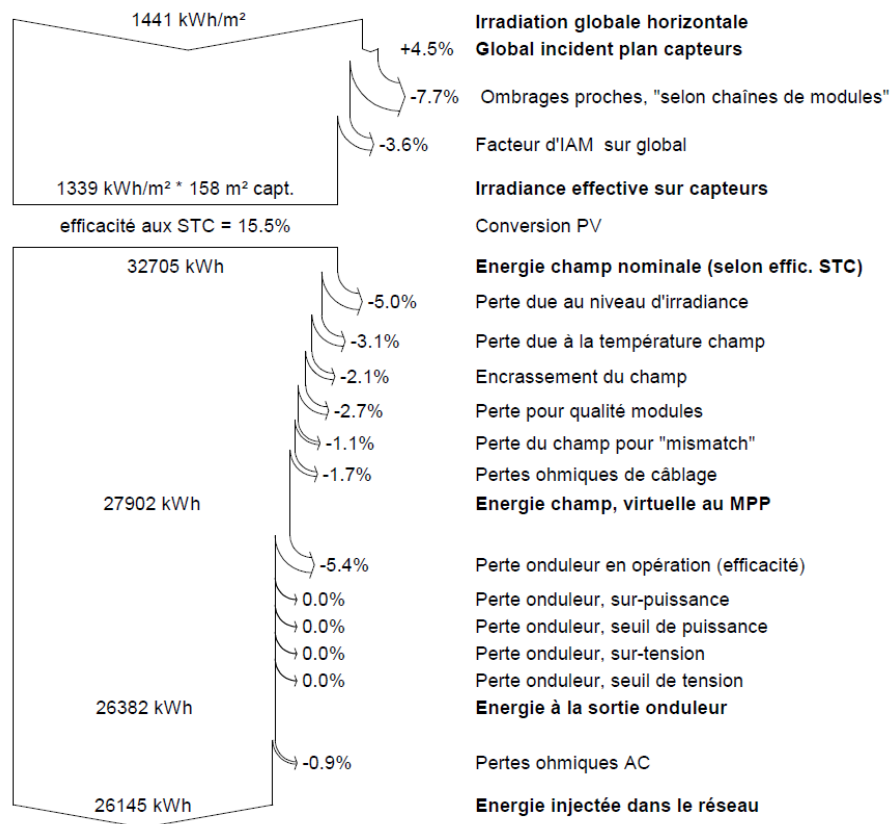 1441 kWh/m² Irradiation globale horizontale
+4.5% Global incident plan capteurs
-7.7% Ombrages proches, "selon chaînes de modules"
-3.6% Facteur d'IAM sur global
1339 kWh/m² * 158 m² capt. Irradiance effective sur capteurs
efficacité aux STC = 15.5% Conversion PV
32705 kWh Energie champ nominale (selon effic. STC)
-5.0% Perte due au niveau d'irradiance
-3.1% Perte due à la température champ
-2.1% Encrassement du champ
-2.7% Perte pour qualité modules
-1.1% Perte du champ pour "mismatch"
-1.7% Pertes ohmiques de câblage
27902 kWh Energie champ, virtuelle au MPP
-5.4% Perte onduleur en opération (efficacité)
0.0% Perte onduleur, sur-puissance
0.0% Perte onduleur, seuil de puissance
0.0% Perte onduleur, sur-tension
0.0% Perte onduleur, seuil de tension
26382 kWh Energie à la sortie onduleur
-0.9% Pertes ohmiques AC
26145 kWh Energie injectée dans le réseau